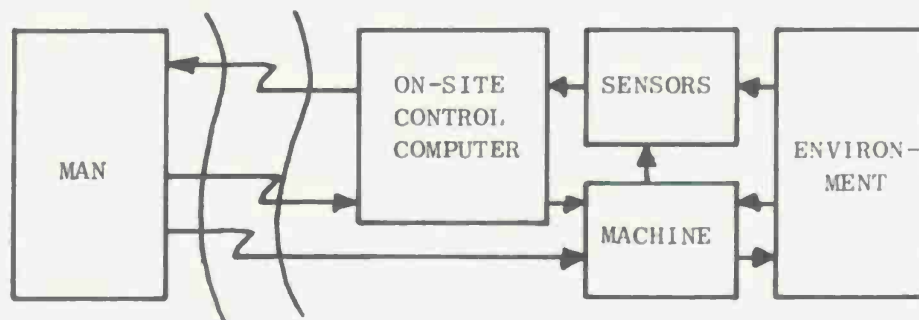 MAN
ON-SITE
CONTROL
COMPUTER
SENSORS
MACHINE
ENVIRON-
MENT